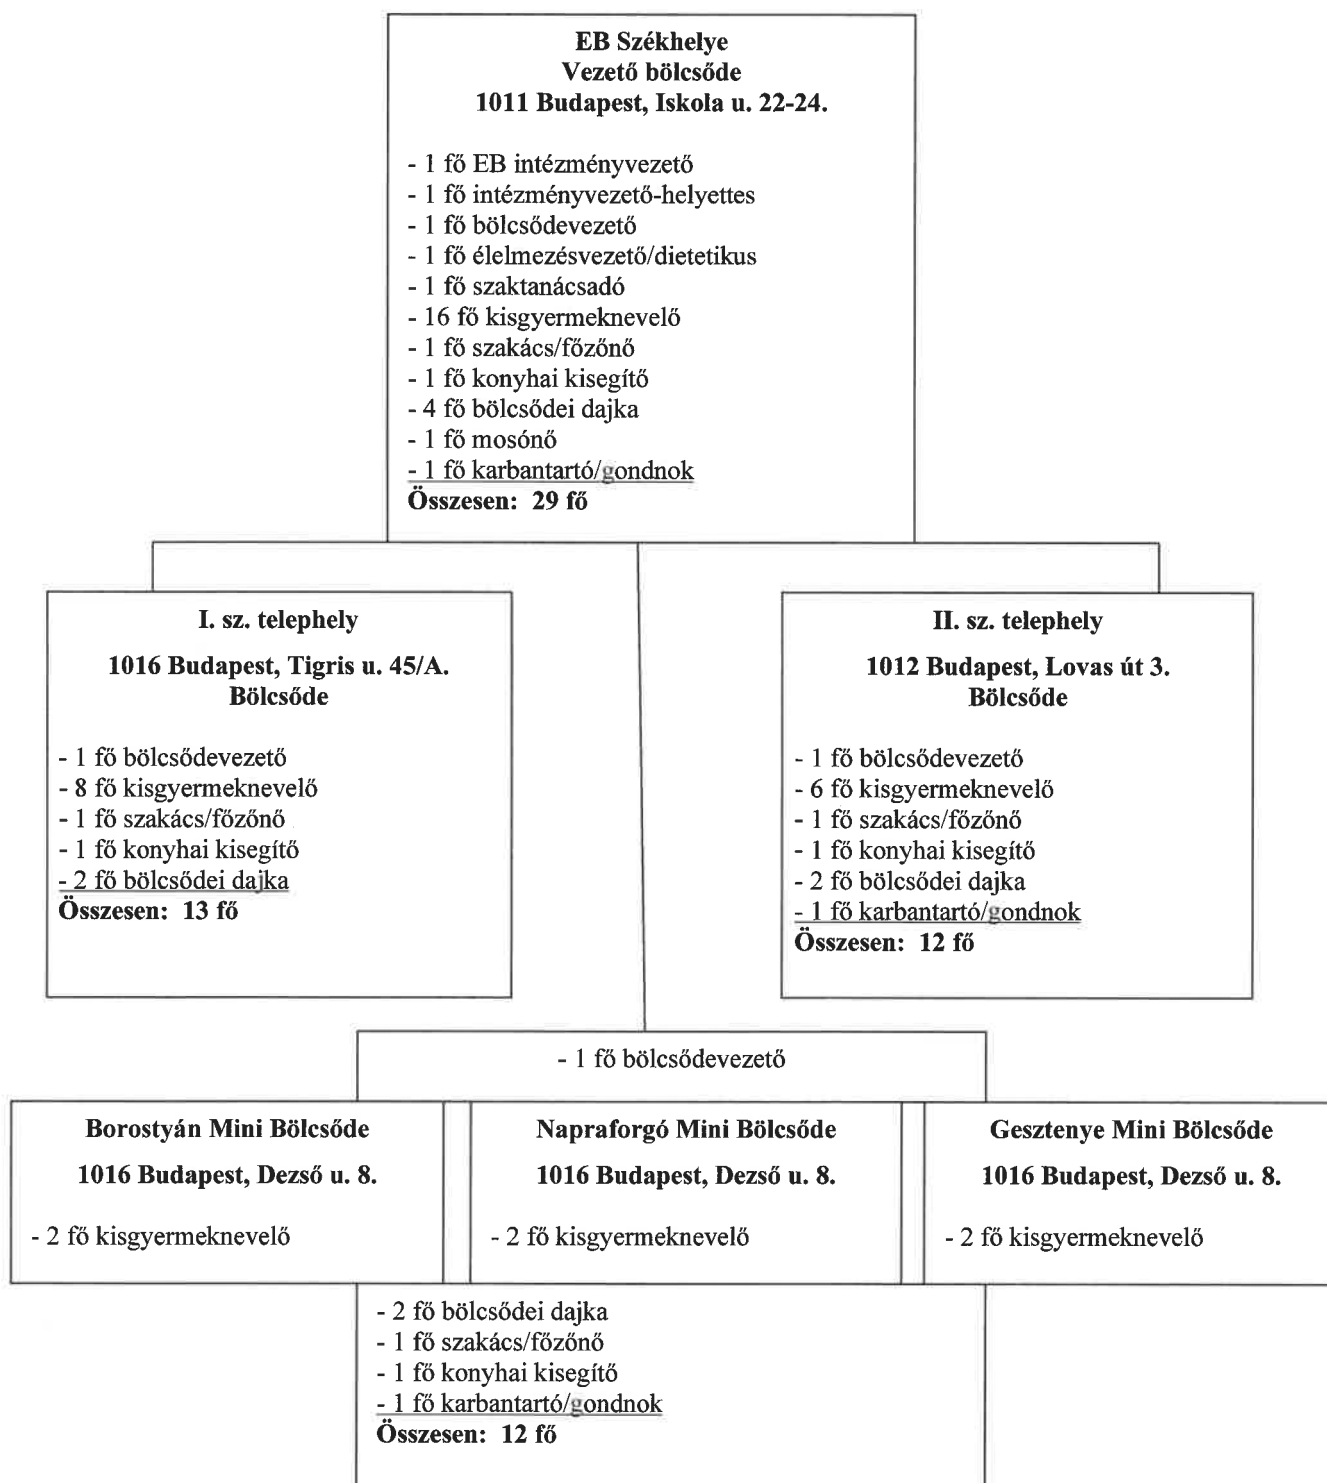 EB Székhelye
Vezető bölcsőde
1011 Budapest, Iskola u. 22-24.
- 1 fő EB intézményvezető
- 1 fő intézményvezető-helyettes
- 1 fő bölcsődevezető
- 1 fő élelmezésvezető/dietetikus
- 1 fő szaktanácsadó
- 16 fő kisgyermeknevelő
- 1 fő szakács/főzőnő
- 1 fő konyhai kisegítő
- 4 fő bölcsődei dajka
- 1 fő mosónő
- 1 fő karbantartó/gondnok
Összesen: 29 fő
I. sz. telephely
1016 Budapest, Tigris u. 45/A.
Bölcsőde
- 1 fő bölcsődevezető
- 8 fő kisgyermeknevelő
- 1 fő szakács/főzőnő
- 1 fő konyhai kisegítő
- 2 fő bölcsődei dajka
Összesen: 13 fő
II. sz. telephely
1012 Budapest, Lovas út 3.
Bölcsőde
- 1 fő bölcsődevezető
- 6 fő kisgyermeknevelő
- 1 fő szakács/főzőnő
- 1 fő konyhai kisegítő
- 2 fő bölcsődei dajka
- 1 fő karbantartó/gondnok
Összesen: 12 fő
- 1 fő bölcsődevezető
Borostyán Mini Bölcsőde
1016 Budapest, Dezső u. 8.
- 2 fő kisgyermeknevelő
Napraforgó Mini Bölcsőde
1016 Budapest, Dezső u. 8.
- 2 fő kisgyermeknevelő
Gesztenye Mini Bölcsőde
1016 Budapest, Dezső u. 8.
- 2 fő kisgyermeknevelő
- 2 fő bölcsődei dajka
- 1 fő szakács/főzőnő
- 1 fő konyhai kisegítő
- 1 fő karbantartó/gondnok
Összesen: 12 fő